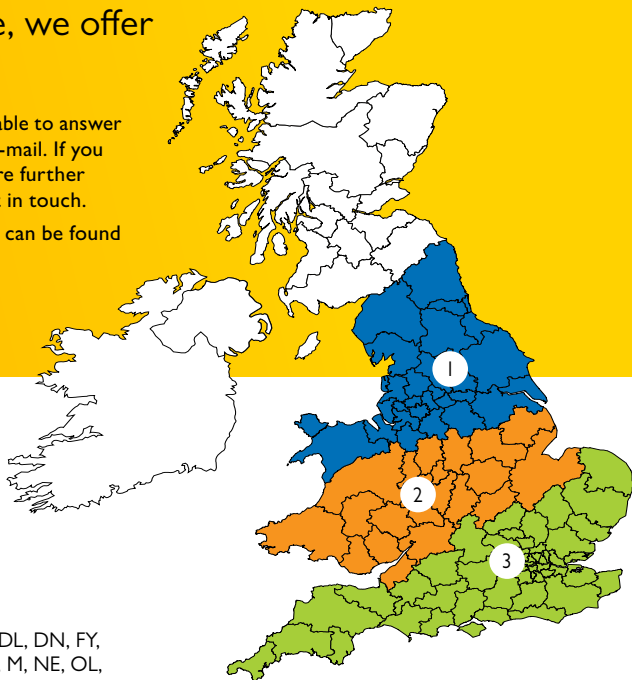 , we offer
able to answer
-mail. If you
re further
in touch.
can be found
1
2
3
DL, DN, FY,
M, NE, OL,